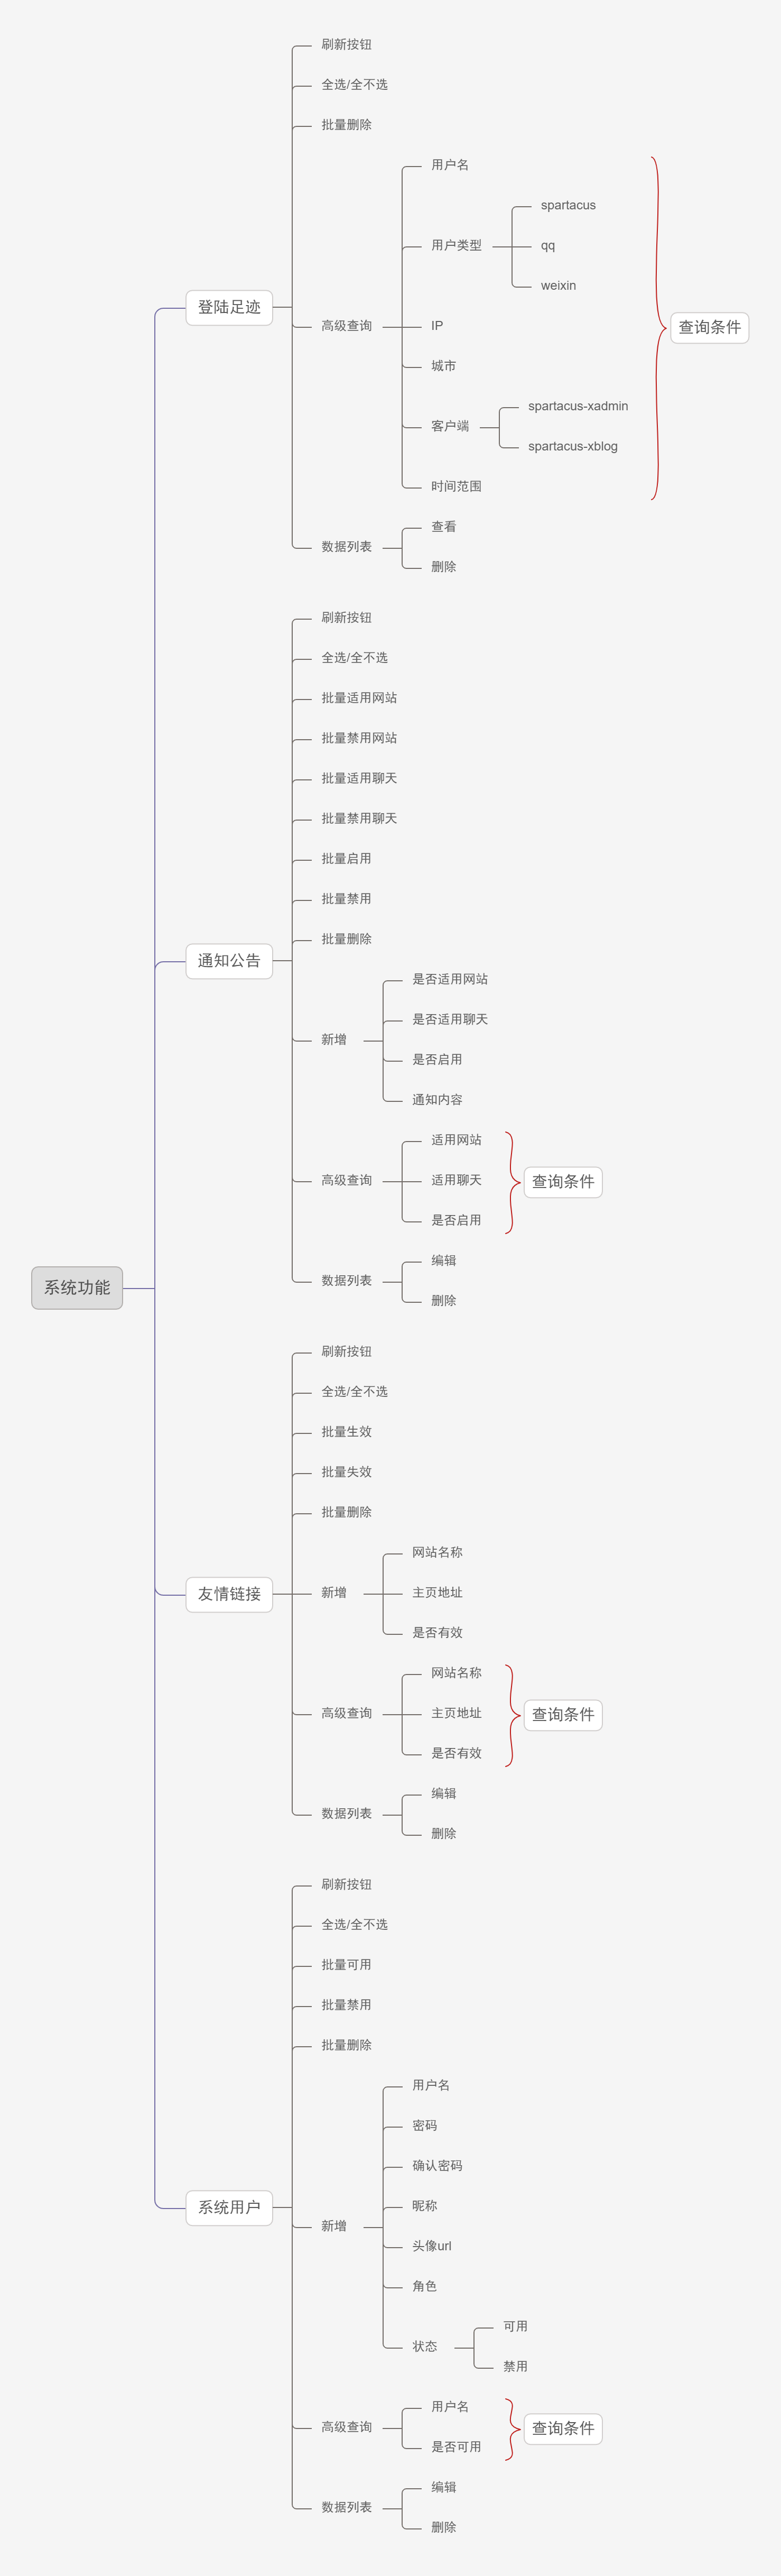 系统功能
登陆足迹
刷新按钮
全选/全不选
批量删除
高级查询
用户名
用户类型
spartacus
qq
weixin
IP
城市
客户端
spartacus-xadmin
spartacus-xblog
时间范围
查询条件
数据列表
查看
删除
通知公告
刷新按钮
全选/全不选
批量适用网站
批量禁用网站
批量适用聊天
批量禁用聊天
批量启用
批量禁用
批量删除
新增
是否适用网站
是否适用聊天
是否启用
通知内容
高级查询
适用网站
适用聊天
是否启用
查询条件
数据列表
编辑
删除
友情链接
刷新按钮
全选/全不选
批量生效
批量失效
批量删除
新增
网站名称
主页地址
是否有效
高级查询
网站名称
主页地址
是否有效
查询条件
数据列表
编辑
删除
系统用户
刷新按钮
全选/全不选
批量可用
批量禁用
批量删除
新增
用户名
密码
确认密码
昵称
头像url
角色
状态
可用
禁用
高级查询
用户名
是否可用
查询条件
数据列表
编辑
删除